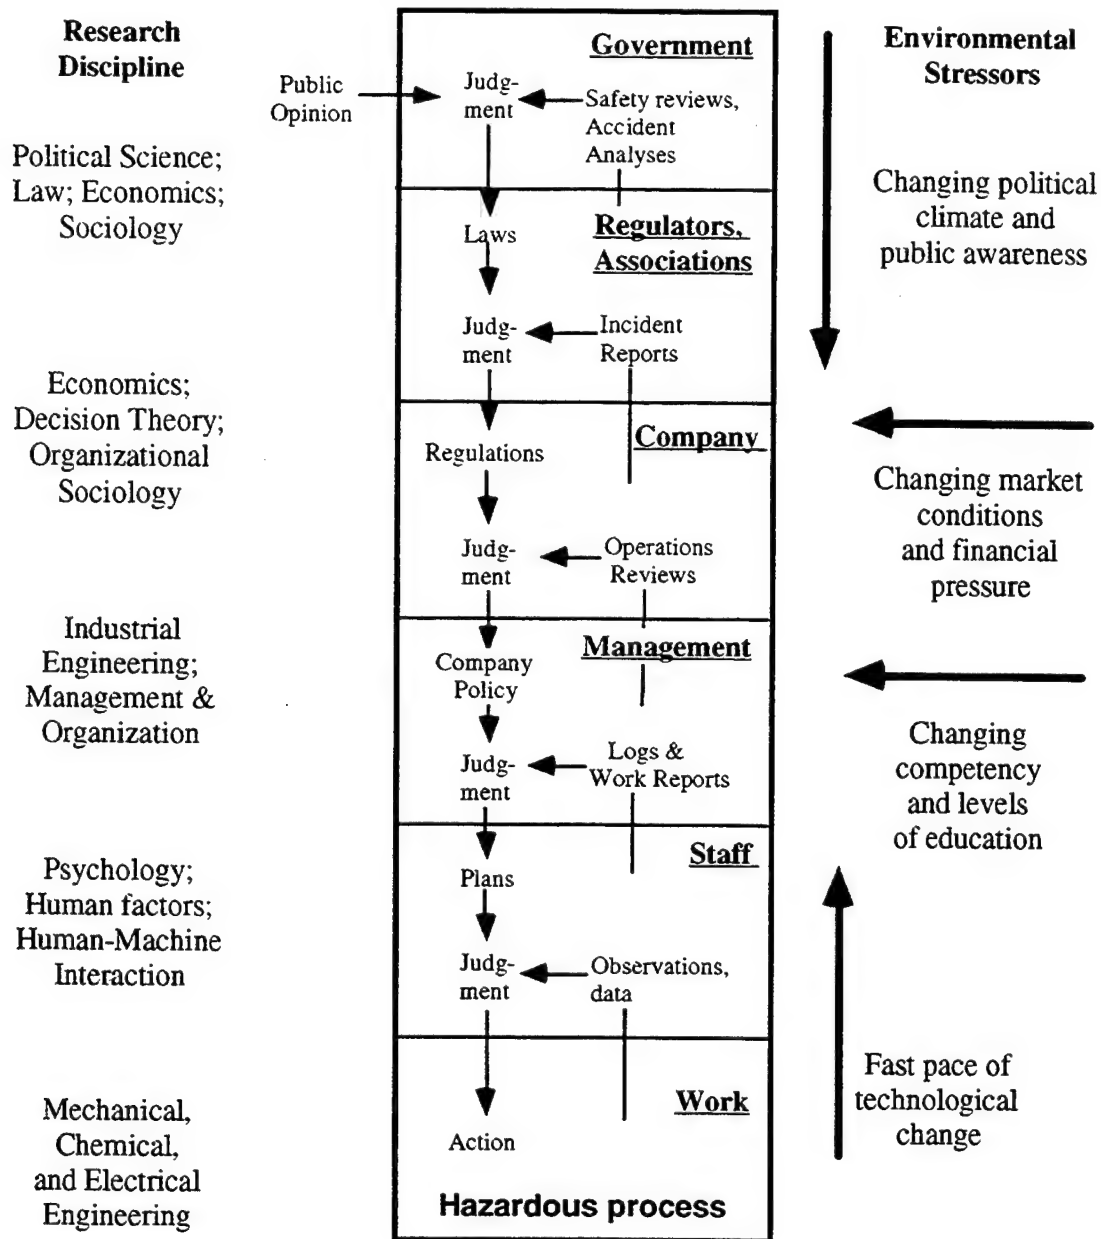 Research
Discipline
Political Science;
Law; Economics;
Sociology
Economics;
Decision Theory;
Organizational
Sociology
Industrial
Engineering;
Management &
Organization
Psychology;
Human factors;
Human-Machine
Interaction
Mechanical,
Chemical,
and Electrical
Engineering
Public
Opinion
Government
Judg-
ment
Safety reviews,
Accident
Analyses
Laws
Regulators,
Associations
Judg-
ment
Incident
Reports
Company
Regulations
Judg-
ment
Operations
Reviews
Management
Company
Policy
Judg-
ment
Logs &
Work Reports
Staff
Plans
Judg-
ment
Observations,
data
Work
Action
Hazardous process
Environmental
Stressors
Changing political
climate and
public awareness
Changing market
conditions
and financial
pressure
Changing
competency
and levels
of education
Fast pace of
technological
change